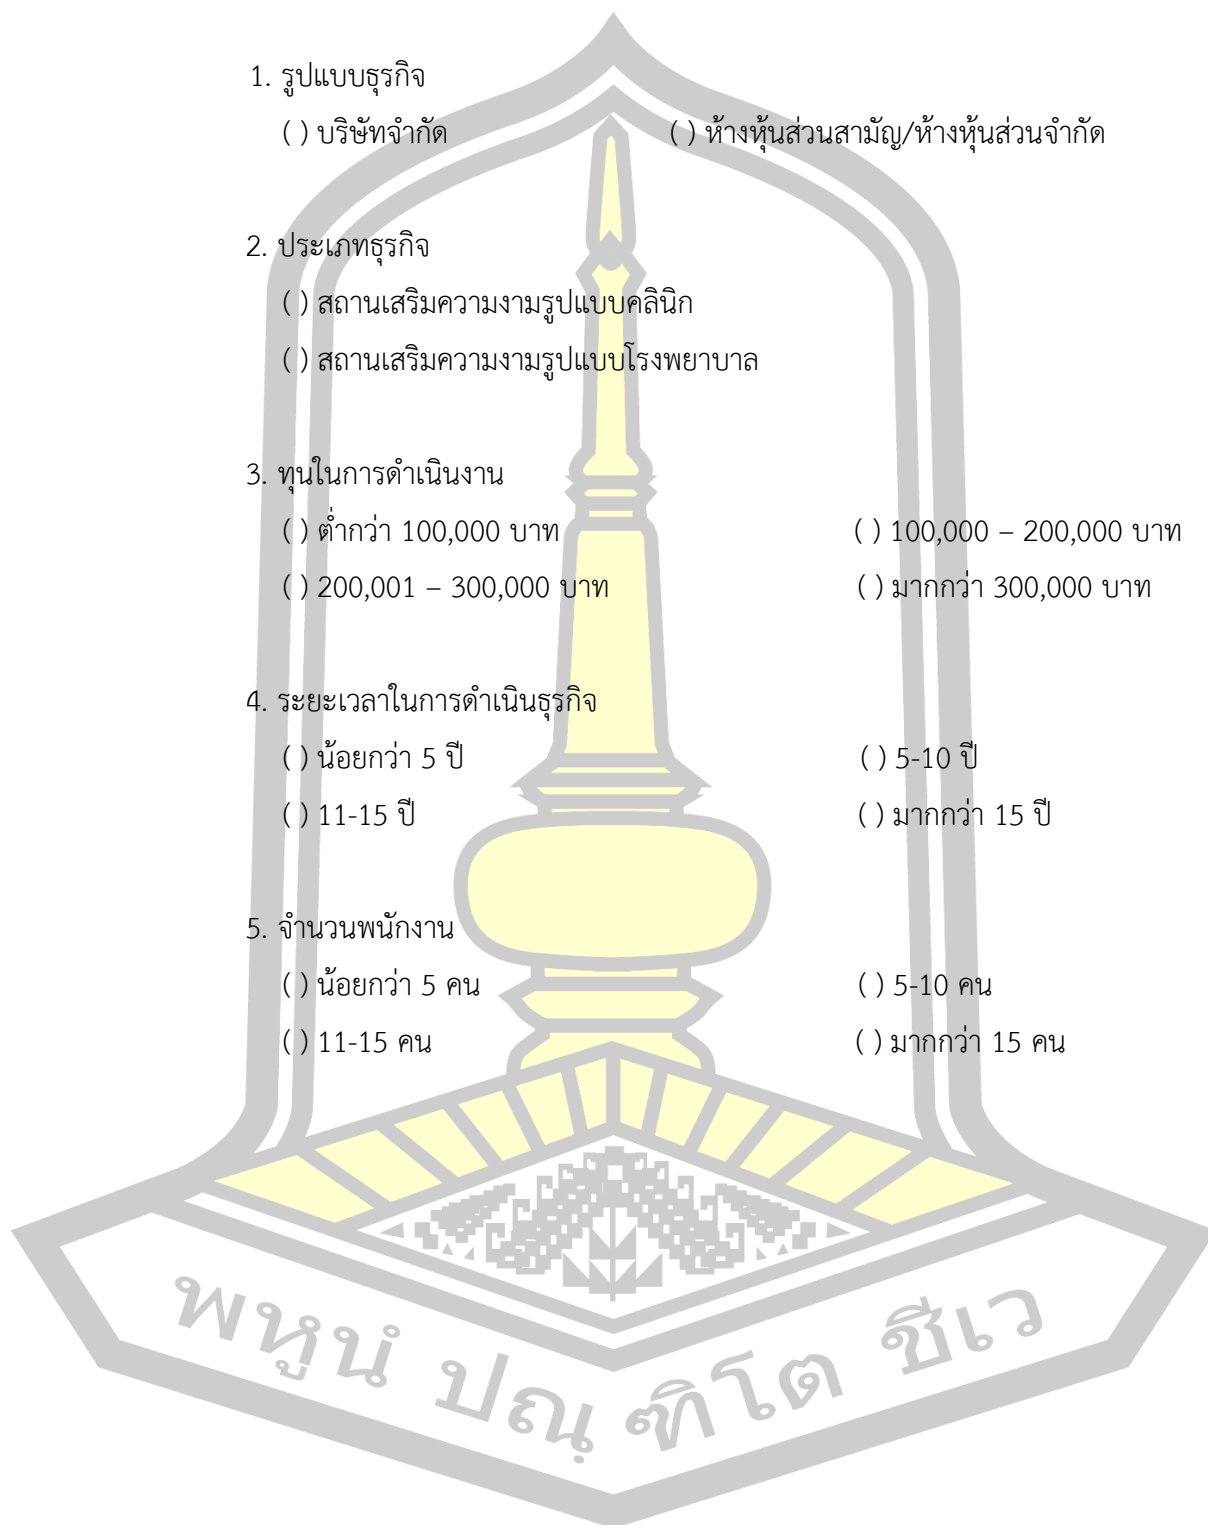 1. รูปแบบธุรกิจ
( ) บริษัทจำกัด ( ) ห้างหุ้นส่วนสามัญ/ห้างหุ้นส่วนจำกัด
2. ประเภทธุรกิจ
( ) สถานเสริมความงามรูปแบบคลินิก
( ) สถานเสริมความงามรูปแบบโรงพยาบาล
3. ทุนในการดำเนินงาน
( ) ต่ำกว่า 100,000 บาท ( ) 100,000 – 200,000 บาท
( ) 200,001 – 300,000 บาท ( ) มากกว่า 300,000 บาท
4. ระยะเวลาในการดำเนินธุรกิจ
( ) น้อยกว่า 5 ปี ( ) 5-10 ปี
( ) 11-15 ปี ( ) มากกว่า 15 ปี
5. จำนวนพนักงาน
( ) น้อยกว่า 5 คน ( ) 5-10 คน
( ) 11-15 คน ( ) มากกว่า 15 คน
พหูนํ ปณฺฑิโต ชีเว